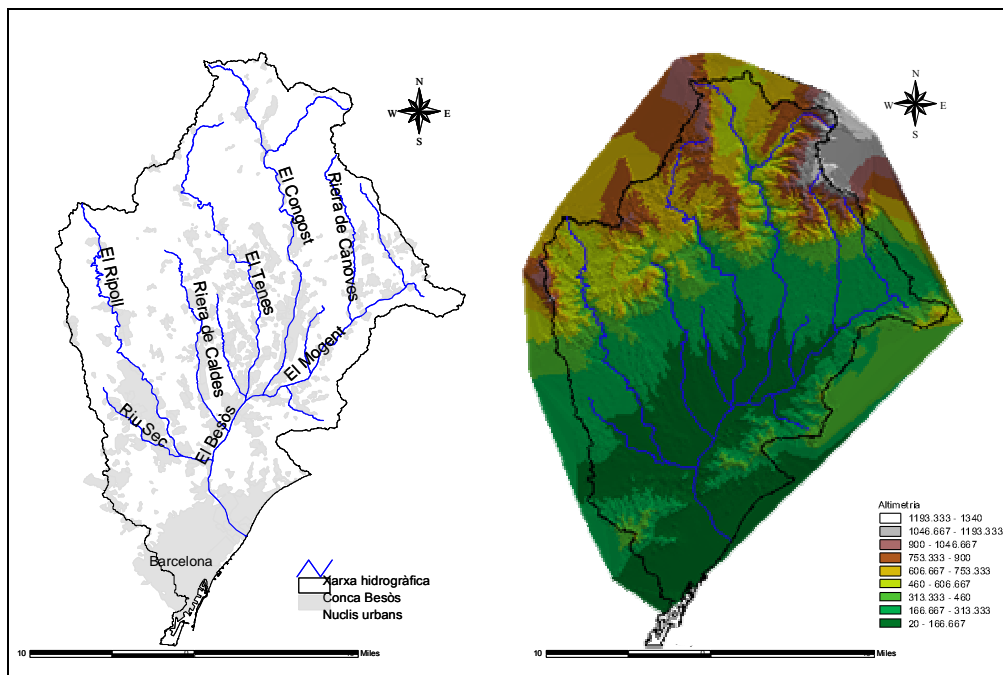 N
W
E
S
El Congost
Riera de Canoves
El Ripoll
El Tenes
Riera de Caldes
El Mogent
Riu Sec
El Besòs
Barcelona
Xarxa hidrogràfica
Conca Besòs
Nuclis urbans
10
Miles
N
W
E
S
Altimetria
1193.333 - 1340
1046.667 - 1193.333
900 - 1046.667
753.333 - 900
606.667 - 753.333
460 - 606.667
313.333 - 460
166.667 - 313.333
20 - 166.667
10
Miles